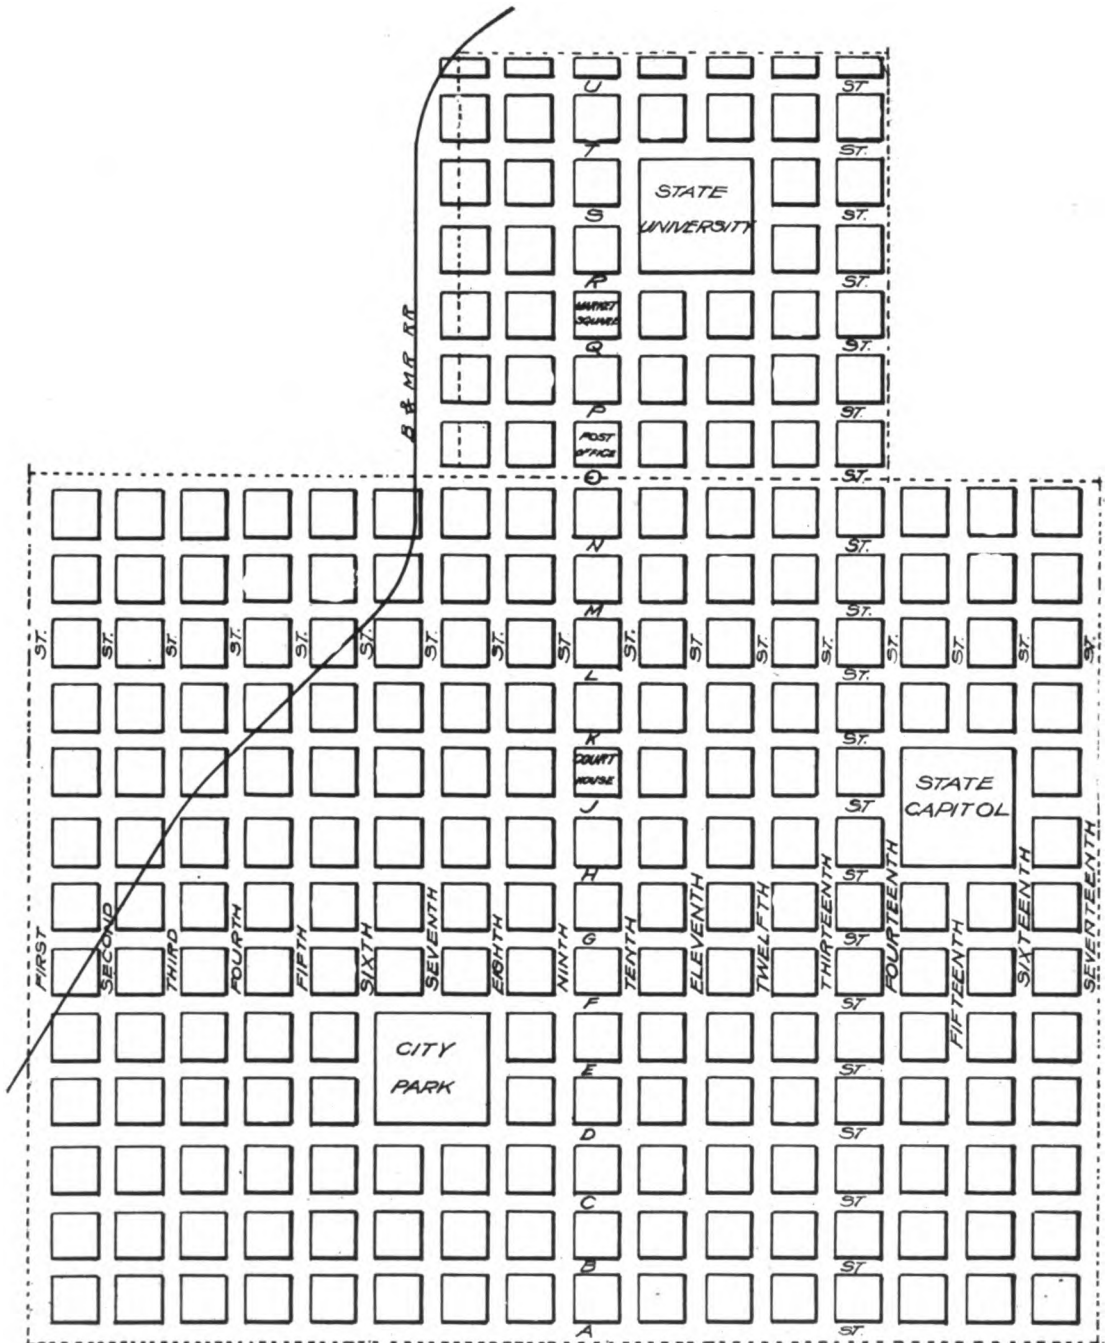 U ST
T ST.
STATE
UNIVERSITY
S ST.
R ST.
MARKET
SQUARE
B & MR RR
Q ST.
P ST.
POST
OFFICE
O ST.
N ST.
M ST.
ST. ST. ST. ST. ST. ST. ST. ST. ST. ST. ST. ST. ST. ST. ST. ST. ST.
L ST.
K ST.
COURT
HOUSE
STATE
CAPITOL
J ST
H ST
FIRST
SECOND
THIRD
FOURTH
FIFTH
SIXTH
SEVENTH
EIGHTH
NINTH
TENTH
ELEVENTH
TWELFTH
THIRTEENTH
FOURTEENTH
FIFTEENTH
SIXTEENTH
SEVENTEENTH
G ST
F ST
CITY
PARK
E ST
D ST
C ST
B ST
A ST.